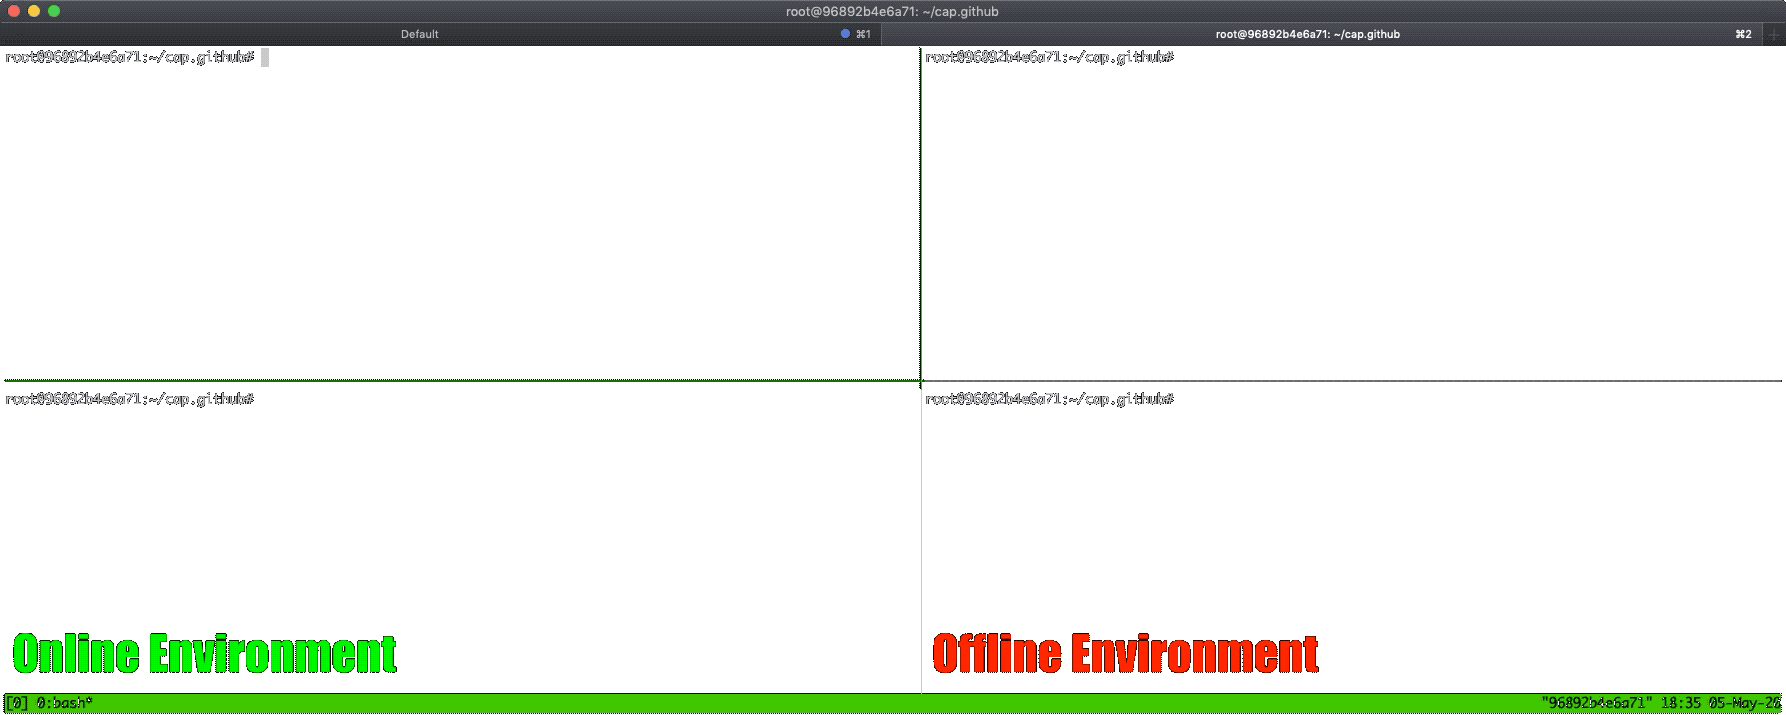 root@96892b4e6a71: ~/cap.github
Default ⌘1
root@96892b4e6a71: ~/cap.github ⌘2
root@96892b4e6a71:~/cap.github#
root@96892b4e6a71:~/cap.github#
root@96892b4e6a71:~/cap.github#
root@96892b4e6a71:~/cap.github#
Online Environment
Offline Environment
[0] 0:bash*
"96892b4e6a71" 18:35 05-May-20